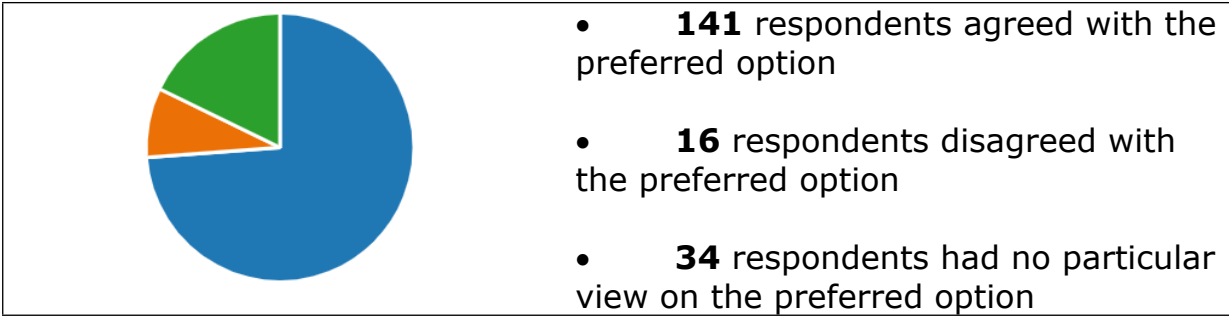 • 141 respondents agreed with the
preferred option
• 16 respondents disagreed with
the preferred option
• 34 respondents had no particular
view on the preferred option